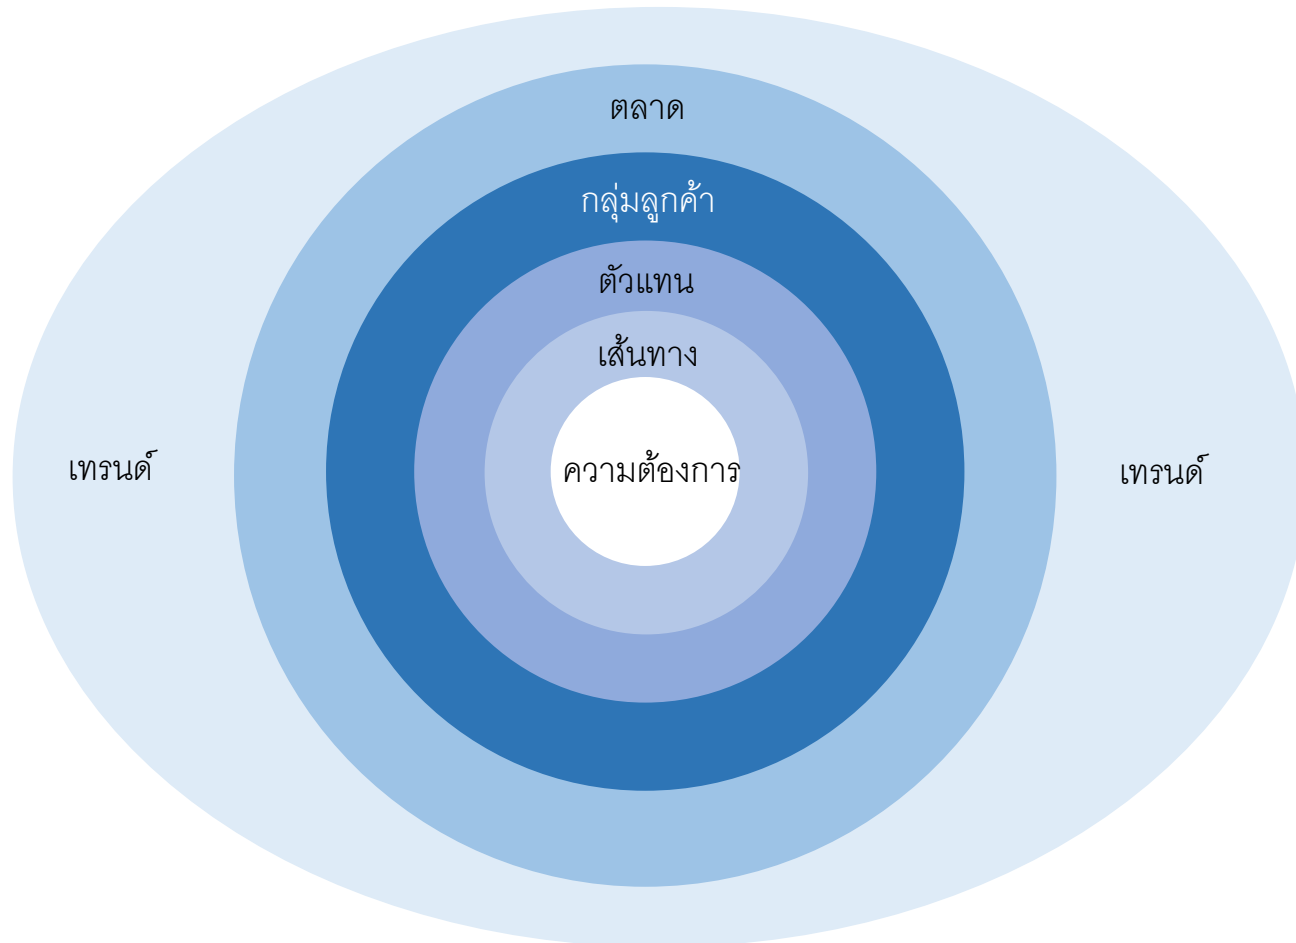 ตลาด
กลุ่มลูกค้า
ตัวแทน
เส้นทาง
ความต้องการ
เทรนด์
เทรนด์